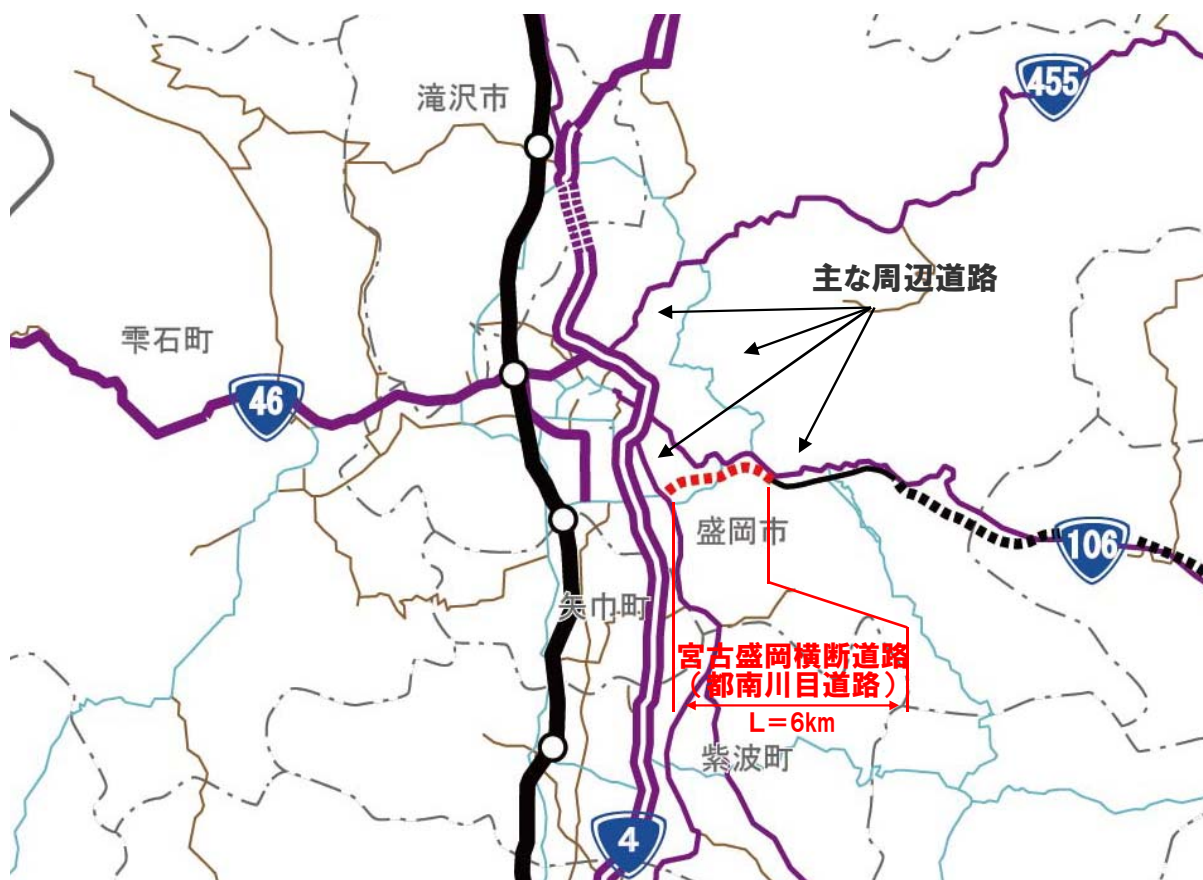 滝沢市
455
主な周辺道路
雫石町
46
盛岡市
106
矢巾町
宮古盛岡横断道路
（都南川目道路）
L=6km
紫波町
4